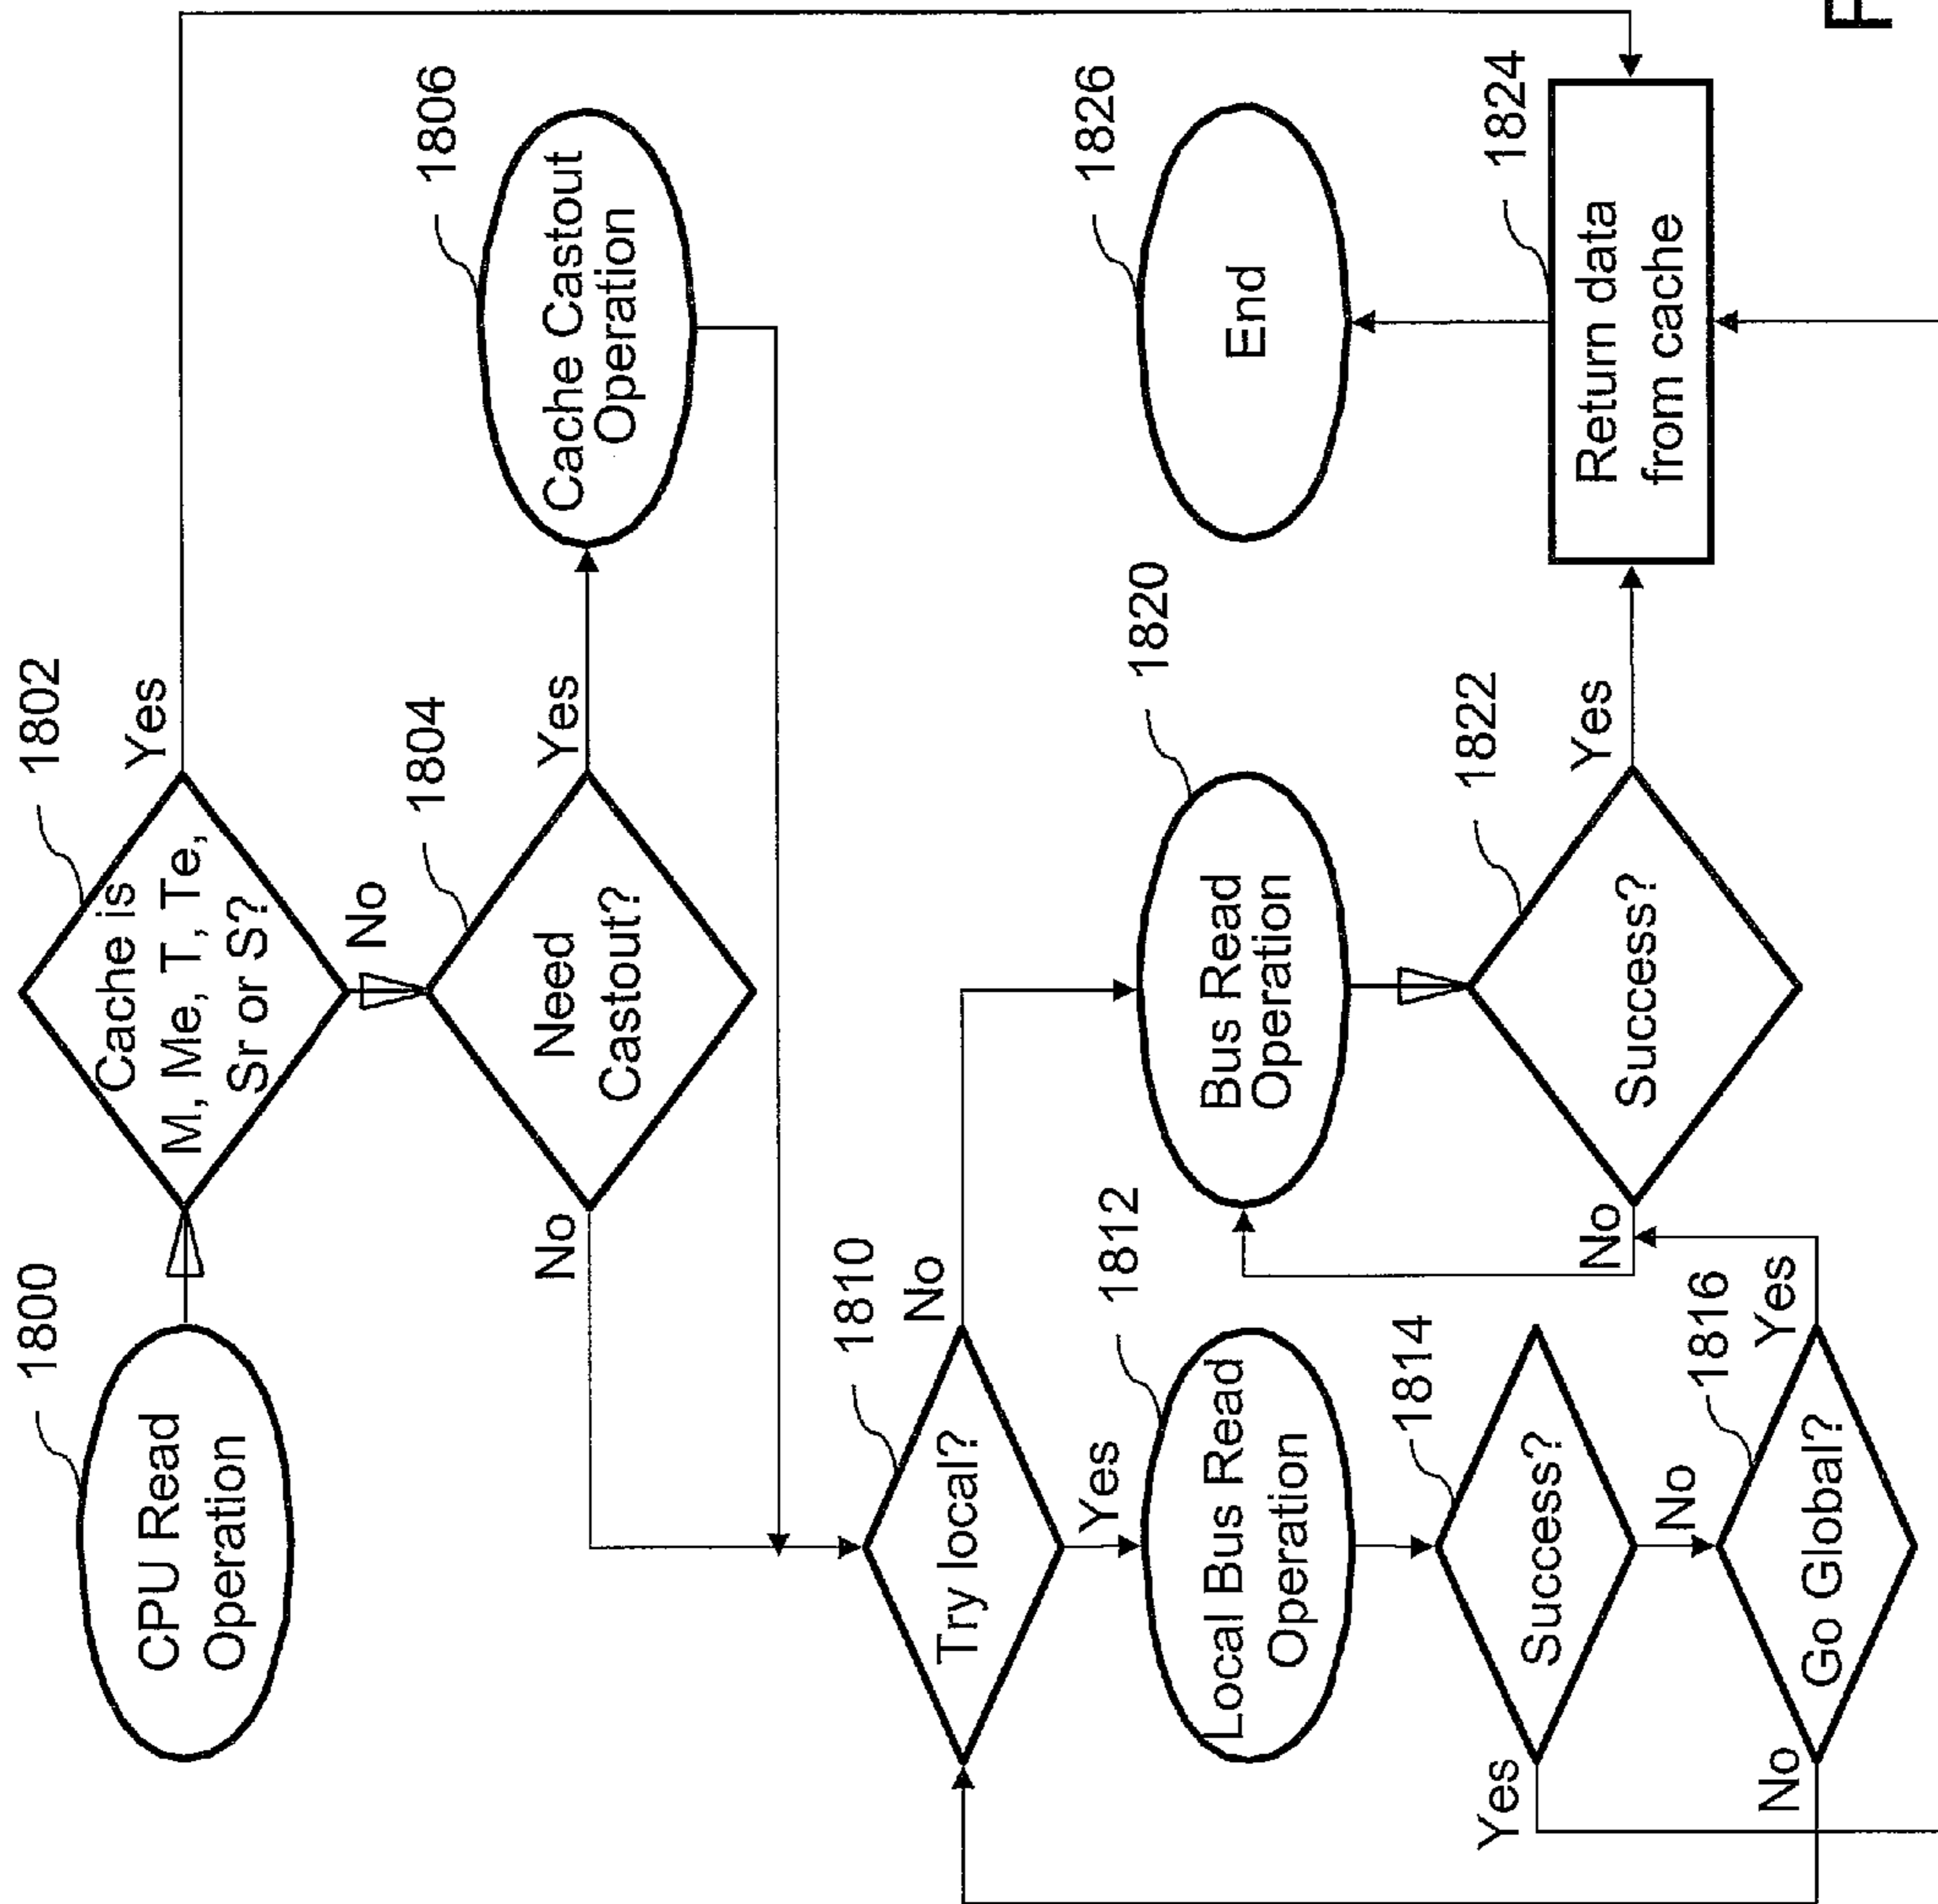 1800
CPU Read
Operation
1802
Cache is
M, Me, T, Te,
Sr or S?
Yes
No
1804
Need
Castout?
Yes
No
1806
Cache Castout
Operation
1810
Try local?
No
Yes
1812
Local Bus Read
Operation
1814
Success?
Yes
No
1816
Go Global?
Yes
No
1820
Bus Read
Operation
1822
Success?
Yes
No
1824
Return data
from cache
1826
End